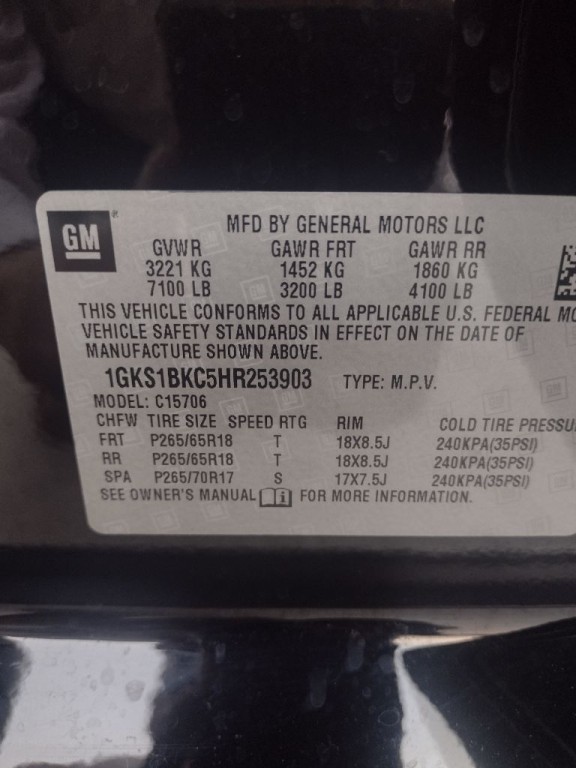 GM MFD BY GENERAL MOTORS LLC
GVWR GAWR FRT GAWR RR
3221 KG 1452 KG 1860 KG
7100 LB 3200 LB 4100 LB
THIS VEHICLE CONFORMS TO ALL APPLICABLE U.S. FEDERAL MO
VEHICLE SAFETY STANDARDS IN EFFECT ON THE DATE OF
MANUFACTURE SHOWN ABOVE.
1GKS1BKC5HR253903 TYPE: M.P.V.
MODEL: C15706
CHFW TIRE SIZE SPEED RTG RIM COLD TIRE PRESSU
FRT P265/65R18 T 18X8.5J 240KPA(35PSI)
RR P265/65R18 T 18X8.5J 240KPA(35PSI)
SPA P265/70R17 S 17X7.5J 240KPA(35PSI)
SEE OWNER'S MANUAL i FOR MORE INFORMATION.